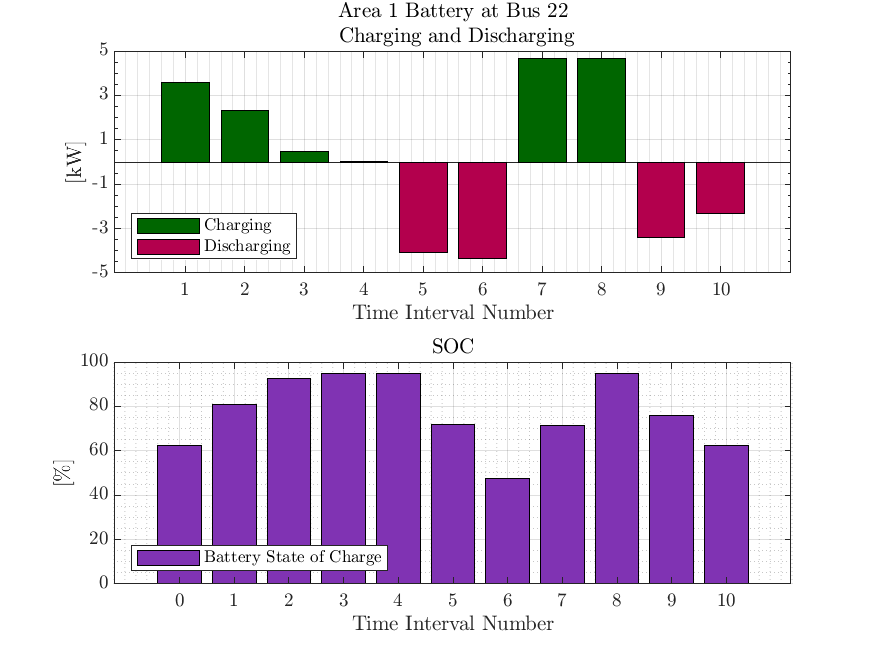 Area 1 Battery at Bus 22
Charging and Discharging
5
3
1
-1
-3
-5
[kW]
Charging
Discharging
1 2 3 4 5 6 7 8 9 10
Time Interval Number
SOC
100
80
60
40
20
0
[%]
Battery State of Charge
0 1 2 3 4 5 6 7 8 9 10
Time Interval Number